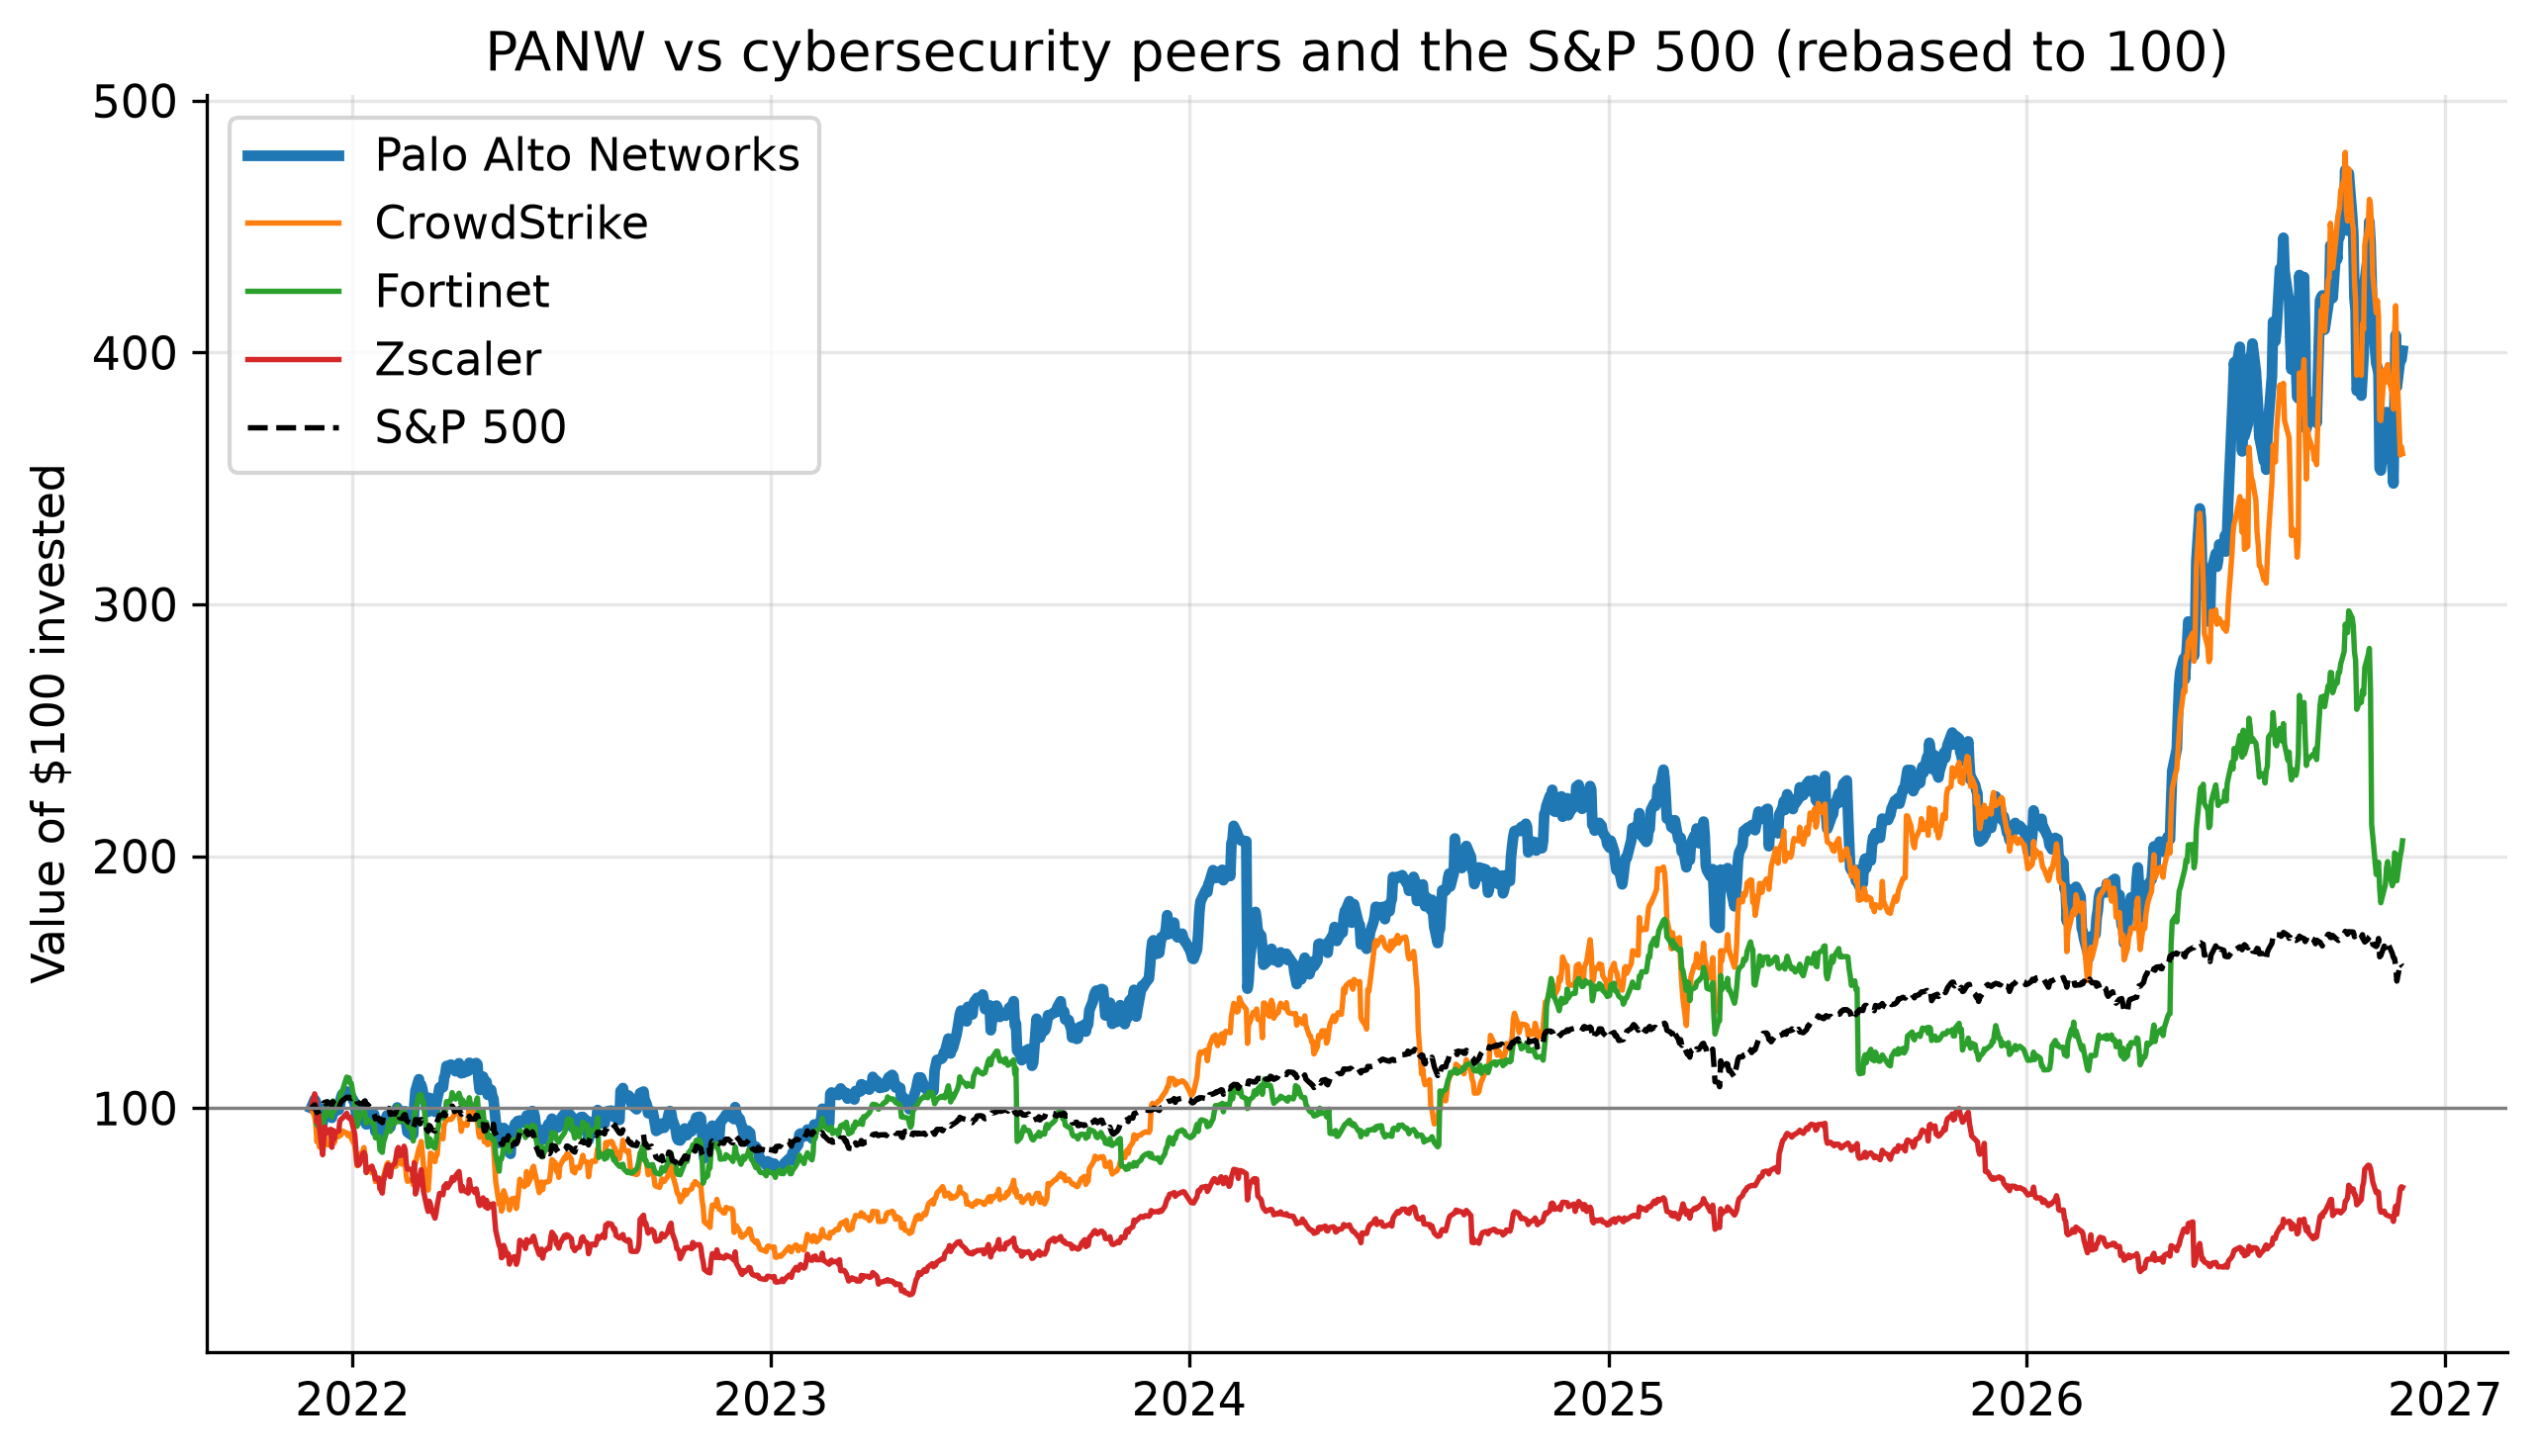 PANW vs cybersecurity peers and the S&P 500 (rebased to 100)
Value of $100 invested
500
400
300
200
100
Palo Alto Networks
CrowdStrike
Fortinet
Zscaler
S&P 500
2022
2023
2024
2025
2026
2027